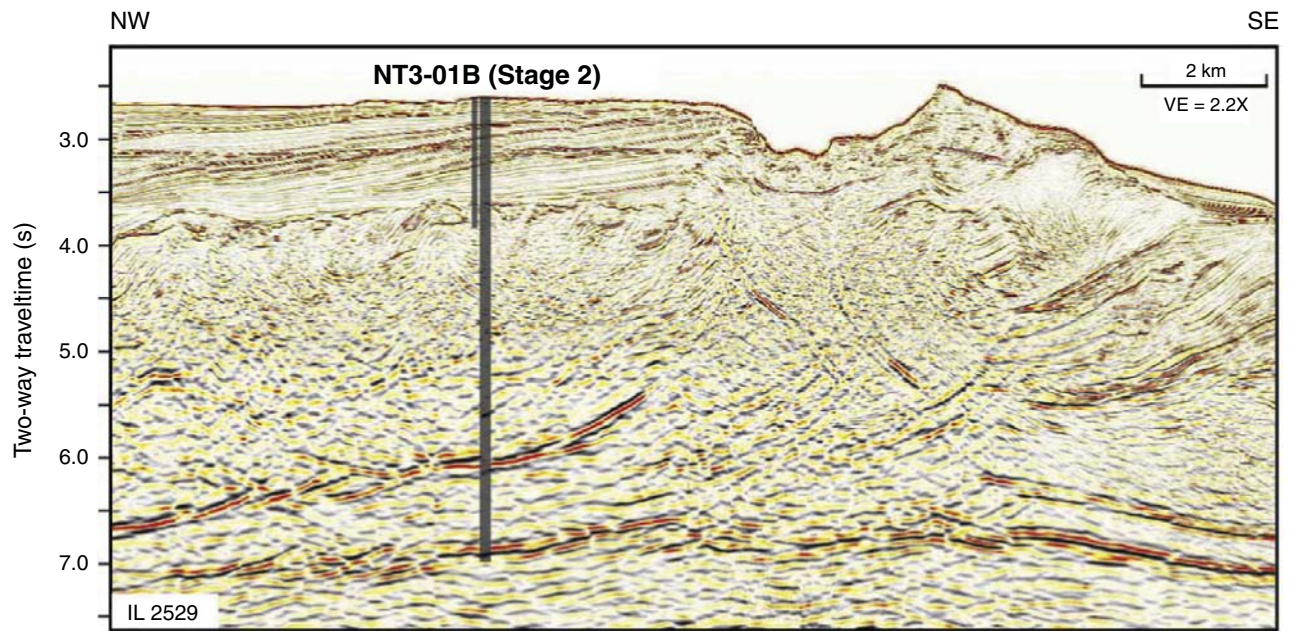 NW
SE
NT3-01B (Stage 2)
2 km
VE = 2.2X
Two-way traveltime (s)
3.0
4.0
5.0
6.0
7.0
IL 2529